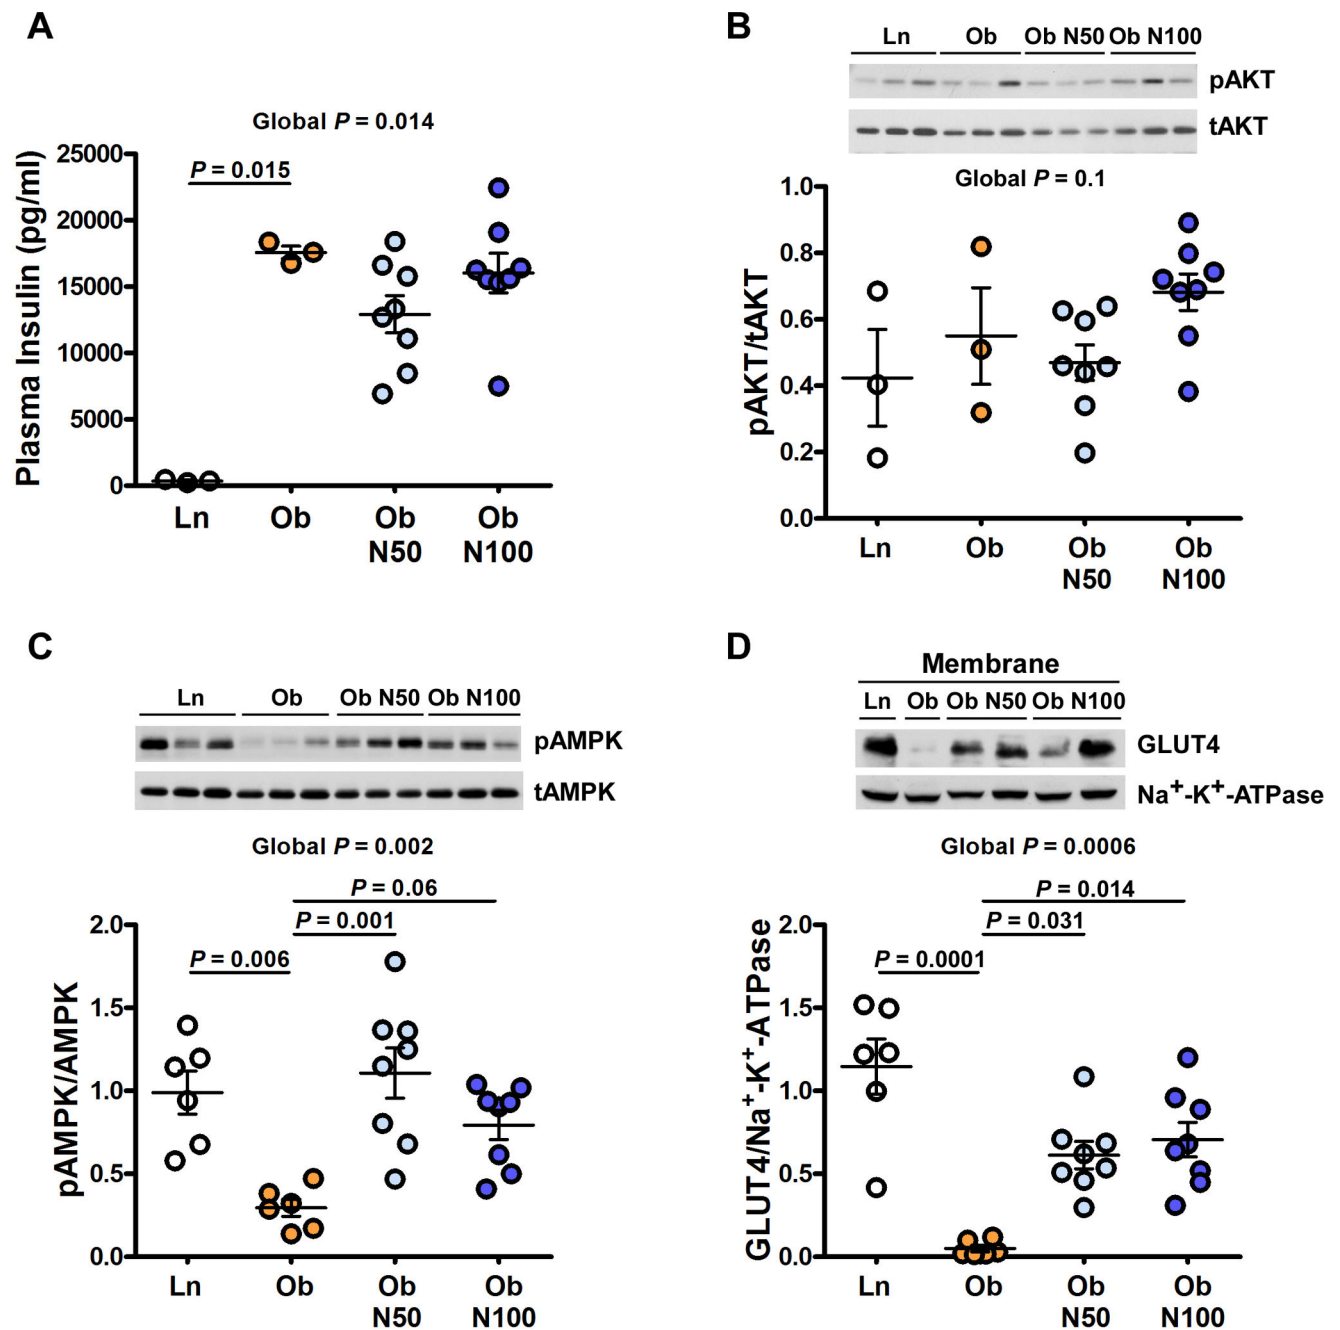 A
Global P = 0.014
P = 0.015
Plasma Insulin (pg/ml)
25000
20000
15000
10000
5000
0
Ln
Ob
Ob
N50
Ob
N100
B
Ln Ob Ob N50 Ob N100
pAKT
tAKT
Global P = 0.1
pAKT/tAKT
1.0
0.8
0.6
0.4
0.2
0.0
Ln
Ob
Ob
N50
Ob
N100
C
Ln Ob Ob N50 Ob N100
pAMPK
tAMPK
Global P = 0.002
P = 0.06
P = 0.001
P = 0.006
pAMPK/AMPK
2.0
1.5
1.0
0.5
0.0
Ln
Ob
Ob
N50
Ob
N100
D
Membrane
Ln Ob Ob N50 Ob N100
GLUT4
Na⁺-K⁺-ATPase
Global P = 0.0006
P = 0.014
P = 0.031
P = 0.0001
GLUT4/Na⁺-K⁺-ATPase
2.0
1.5
1.0
0.5
0.0
Ln
Ob
Ob
N50
Ob
N100